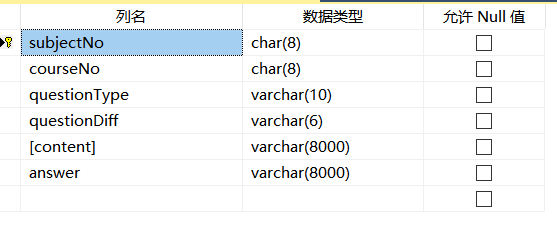 列名 数据类型 允许 Null 值
subjectNo char(8)
courseNo char(8)
questionType varchar(10)
questionDiff varchar(6)
[content] varchar(8000)
answer varchar(8000)